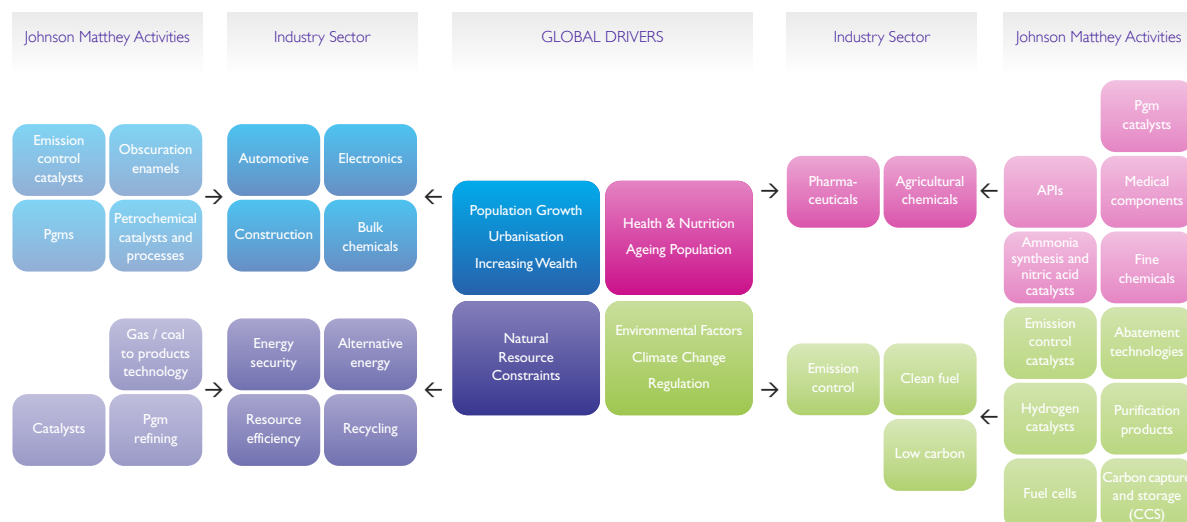 Johnson Matthey Activities
Industry Sector
GLOBAL DRIVERS
Industry Sector
Johnson Matthey Activities
Emission
control
catalysts
Obscuration
enamels
Pgms
Petrochemical
catalysts and
processes
Automotive
Electronics
Construction
Bulk
chemicals
Population Growth
Urbanisation
Increasing Wealth
Health & Nutrition
Ageing Population
Pharma-
ceuticals
Agricultural
chemicals
Pgm
catalysts
APIs
Medical
components
Ammonia
synthesis and
nitric acid
catalysts
Fine
chemicals
Gas / coal
to products
technology
Catalysts
Pgm
refining
Energy
security
Alternative
energy
Resource
efficiency
Recycling
Natural
Resource
Constraints
Environmental Factors
Climate Change
Regulation
Emission
control
Clean fuel
Low carbon
Emission
control
catalysts
Abatement
technologies
Hydrogen
catalysts
Purification
products
Fuel cells
Carbon capture
and storage
(CCS)